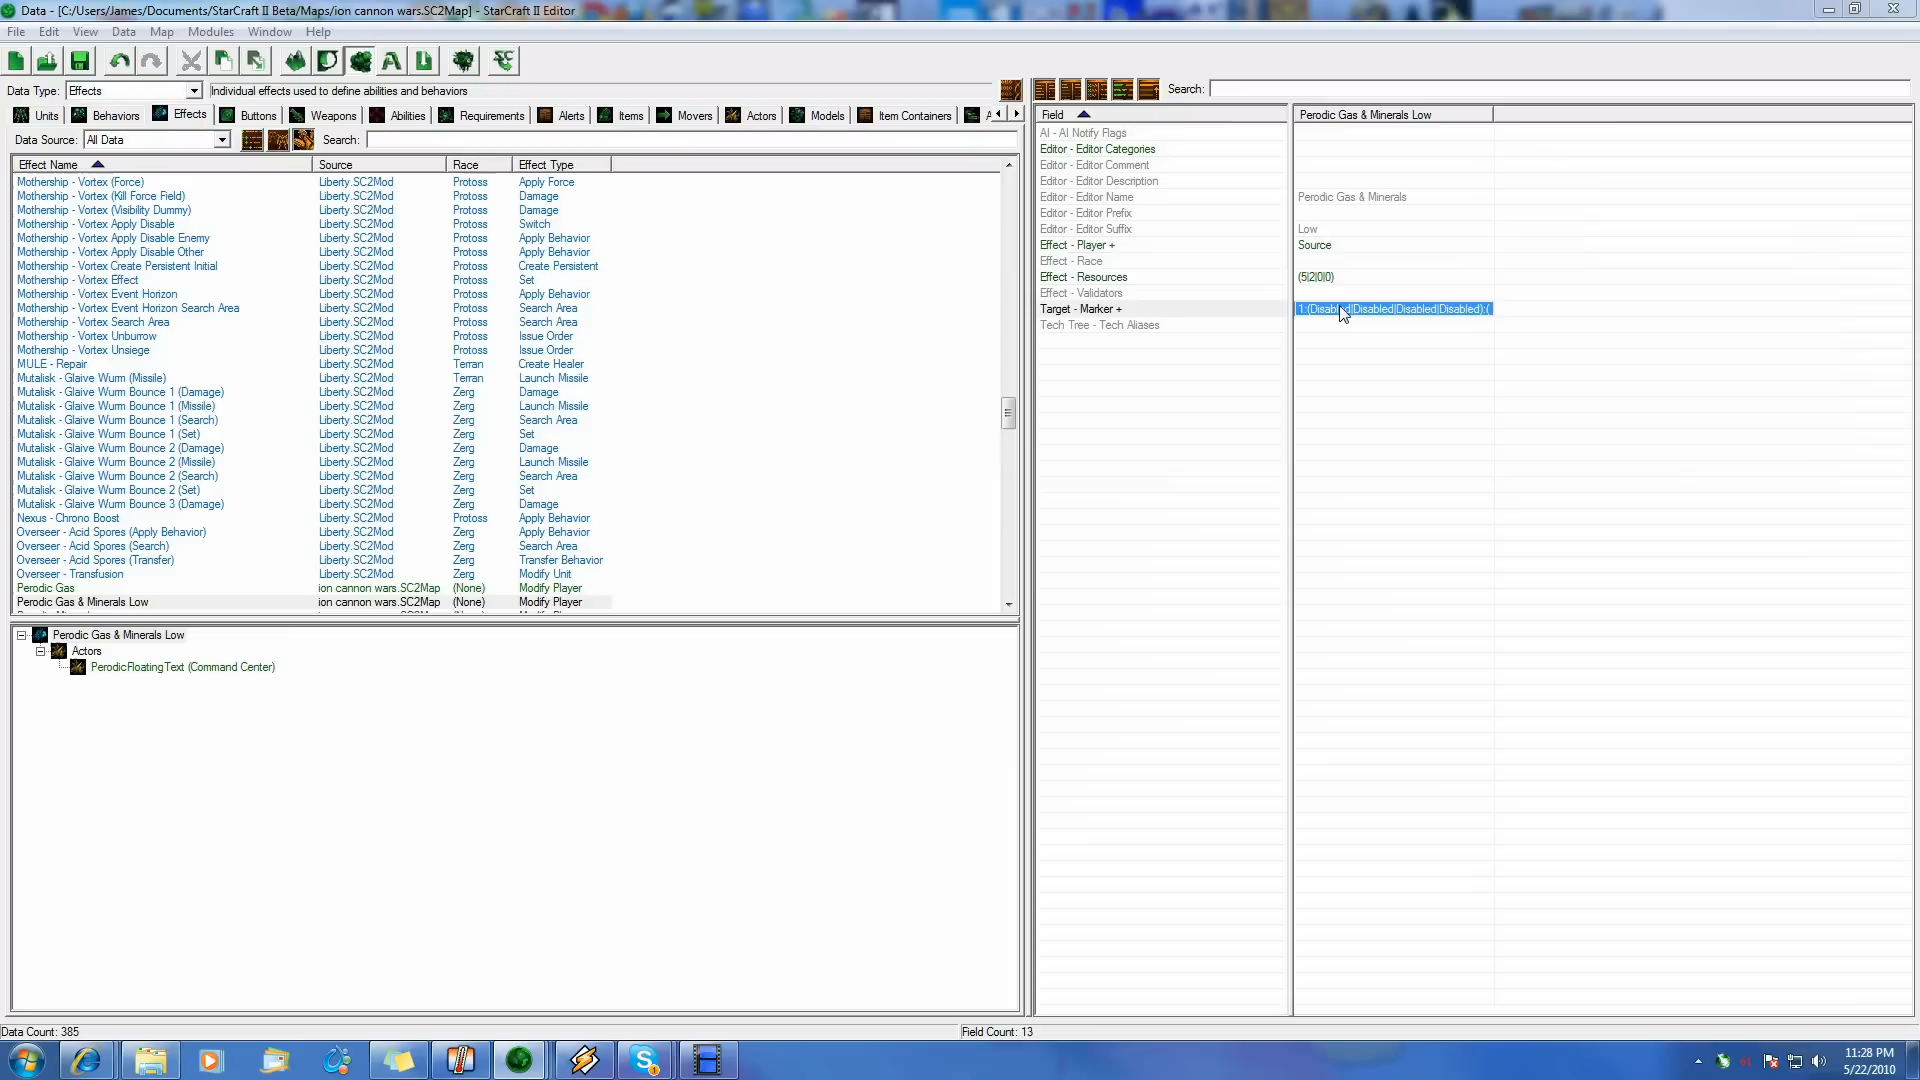 Data - [C:/Users/James/Documents/StarCraft II Beta/Maps/ion cannon wars.SC2Map] - StarCraft II Editor
File Edit View Data Map Modules Window Help
Data Type: Effects Individual effects used to define abilities and behaviors
Units Behaviors Effects Buttons Weapons Abilities Requirements Alerts Items Movers Actors Models Item Containers A
Data Source: All Data Search:
Effect Name Source Race Effect Type
Mothership - Vortex (Force) Liberty.SC2Mod Protoss Apply Force
Mothership - Vortex (Kill Force Field) Liberty.SC2Mod Protoss Damage
Mothership - Vortex (Visibility Dummy) Liberty.SC2Mod Protoss Damage
Mothership - Vortex Apply Disable Liberty.SC2Mod Protoss Switch
Mothership - Vortex Apply Disable Enemy Liberty.SC2Mod Protoss Apply Behavior
Mothership - Vortex Apply Disable Other Liberty.SC2Mod Protoss Apply Behavior
Mothership - Vortex Create Persistent Initial Liberty.SC2Mod Protoss Create Persistent
Mothership - Vortex Effect Liberty.SC2Mod Protoss Set
Mothership - Vortex Event Horizon Liberty.SC2Mod Protoss Apply Behavior
Mothership - Vortex Event Horizon Search Area Liberty.SC2Mod Protoss Search Area
Mothership - Vortex Search Area Liberty.SC2Mod Protoss Search Area
Mothership - Vortex Unburrow Liberty.SC2Mod Protoss Issue Order
Mothership - Vortex Unsiege Liberty.SC2Mod Protoss Issue Order
MULE - Repair Liberty.SC2Mod Terran Create Healer
Mutalisk - Glaive Wurm (Missile) Liberty.SC2Mod Terran Launch Missile
Mutalisk - Glaive Wurm Bounce 1 (Damage) Liberty.SC2Mod Zerg Damage
Mutalisk - Glaive Wurm Bounce 1 (Missile) Liberty.SC2Mod Zerg Launch Missile
Mutalisk - Glaive Wurm Bounce 1 (Search) Liberty.SC2Mod Zerg Search Area
Mutalisk - Glaive Wurm Bounce 1 (Set) Liberty.SC2Mod Zerg Set
Mutalisk - Glaive Wurm Bounce 2 (Damage) Liberty.SC2Mod Zerg Damage
Mutalisk - Glaive Wurm Bounce 2 (Missile) Liberty.SC2Mod Zerg Launch Missile
Mutalisk - Glaive Wurm Bounce 2 (Search) Liberty.SC2Mod Zerg Search Area
Mutalisk - Glaive Wurm Bounce 2 (Set) Liberty.SC2Mod Zerg Set
Mutalisk - Glaive Wurm Bounce 3 (Damage) Liberty.SC2Mod Zerg Damage
Nexus - Chrono Boost Liberty.SC2Mod Protoss Apply Behavior
Overseer - Acid Spores (Apply Behavior) Liberty.SC2Mod Zerg Apply Behavior
Overseer - Acid Spores (Search) Liberty.SC2Mod Zerg Search Area
Overseer - Acid Spores (Transfer) Liberty.SC2Mod Zerg Transfer Behavior
Overseer - Transfusion Liberty.SC2Mod Zerg Modify Unit
Perodic Gas ion cannon wars.SC2Map (None) Modify Player
Perodic Gas & Minerals Low ion cannon wars.SC2Map (None) Modify Player
Perodic Gas & Minerals Low
Actors
PerodicFloatingText (Command Center)
Data Count: 385
Search:
Field Perodic Gas & Minerals Low
AI - AI Notify Flags
Editor - Editor Categories
Editor - Editor Comment
Editor - Editor Description
Editor - Editor Name Perodic Gas & Minerals
Editor - Editor Prefix
Editor - Editor Suffix Low
Effect - Player + Source
Effect - Race
Effect - Resources (5|2|0|0)
Effect - Validators
Target - Marker + 1:(Disabled|Disabled|Disabled|Disabled):(
Tech Tree - Tech Aliases
Field Count: 13
11:28 PM
5/22/2010